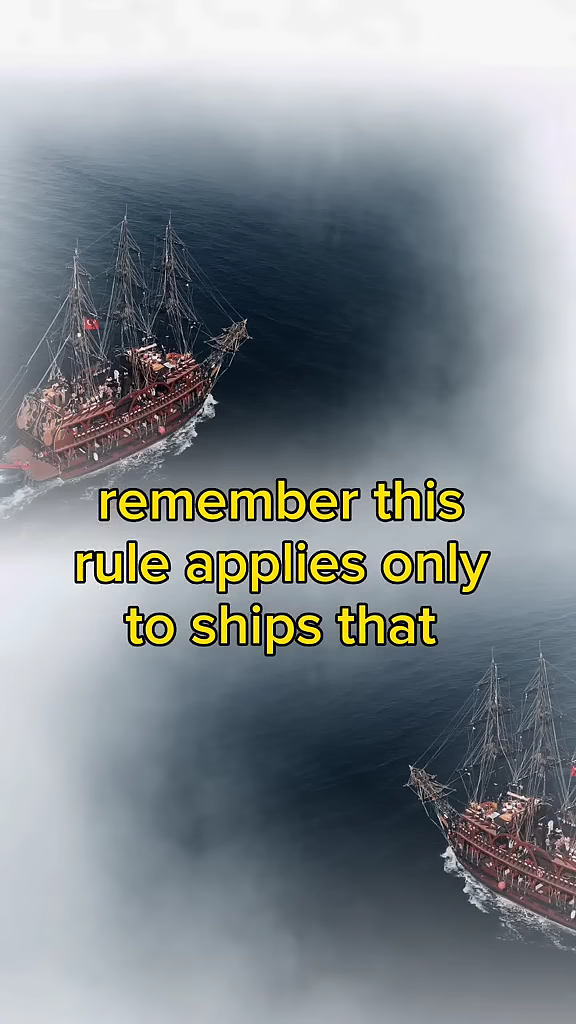 remember this
rule applies only
to ships that